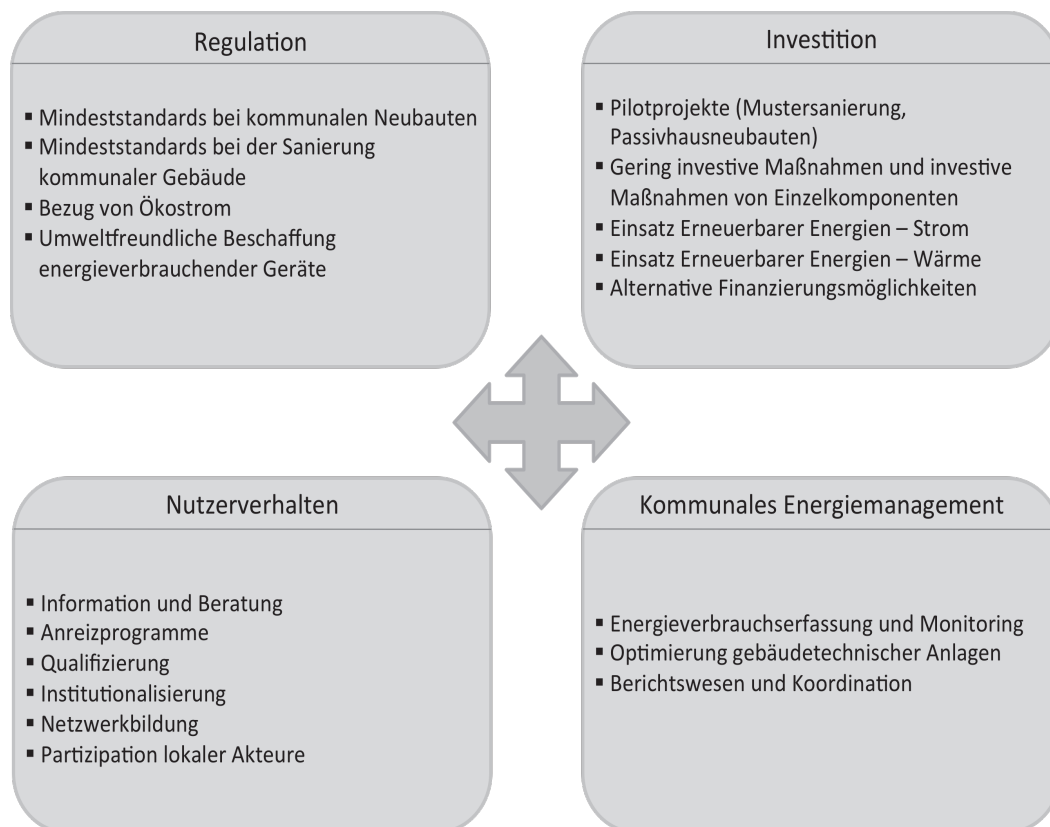 Regulation
▪ Mindeststandards bei kommunalen Neubauten
▪ Mindeststandards bei der Sanierung
kommunaler Gebäude
▪ Bezug von Ökostrom
▪ Umweltfreundliche Beschaffung
energieverbrauchender Geräte
Investition
▪ Pilotprojekte (Mustersanierung,
Passivhausneubauten)
▪ Gering investive Maßnahmen und investive
Maßnahmen von Einzelkomponenten
▪ Einsatz Erneuerbarer Energien – Strom
▪ Einsatz Erneuerbarer Energien – Wärme
▪ Alternative Finanzierungsmöglichkeiten
Nutzerverhalten
▪ Information und Beratung
▪ Anreizprogramme
▪ Qualifizierung
▪ Institutionalisierung
▪ Netzwerkbildung
▪ Partizipation lokaler Akteure
Kommunales Energiemanagement
▪ Energieverbrauchserfassung und Monitoring
▪ Optimierung gebäudetechnischer Anlagen
▪ Berichtswesen und Koordination